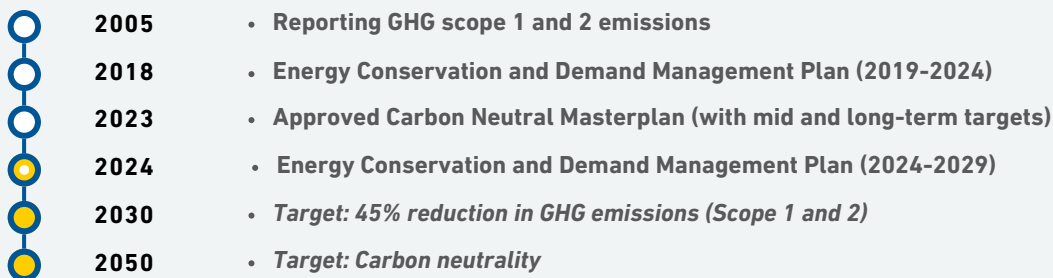 2005 • Reporting GHG scope 1 and 2 emissions
2018 • Energy Conservation and Demand Management Plan (2019-2024)
2023 • Approved Carbon Neutral Masterplan (with mid and long-term targets)
2024 • Energy Conservation and Demand Management Plan (2024-2029)
2030 • Target: 45% reduction in GHG emissions (Scope 1 and 2)
2050 • Target: Carbon neutrality